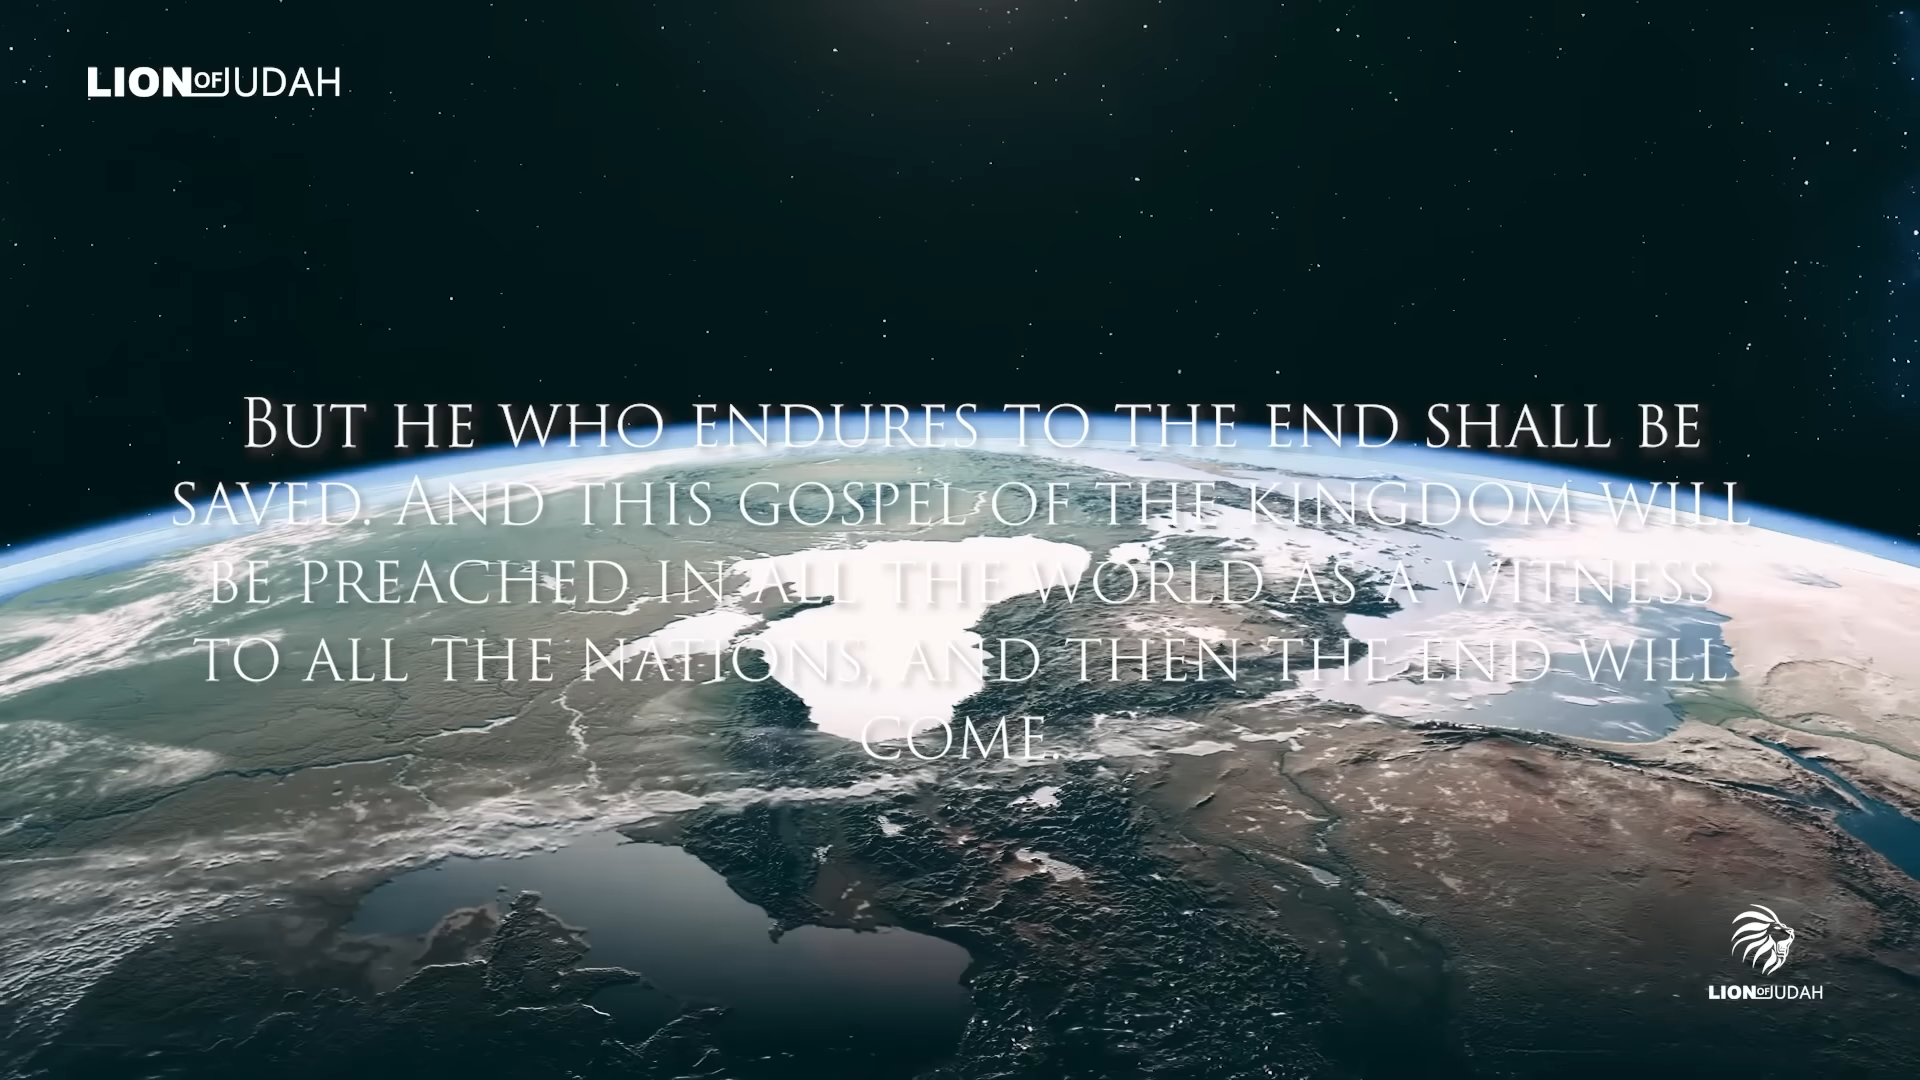 LION OF JUDAH
But he who endures to the end shall be
saved. And this gospel of the kingdom will
be preached in all the world as a witness
to all the nations, and then the end will
come.
LION OF JUDAH